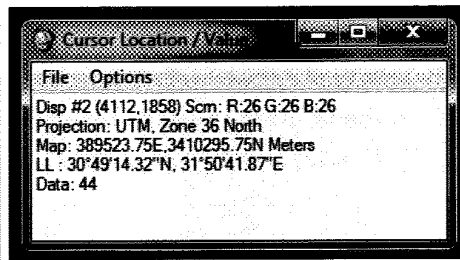 Cursor Location / Value
File Options
Disp #2 (4112,1858) Scrn: R:26 G:26 B:26
Projection: UTM, Zone 36 North
Map: 389523.75E,3410295.75N Meters
LL : 30°49'14.32"N, 31°50'41.87"E
Data: 44